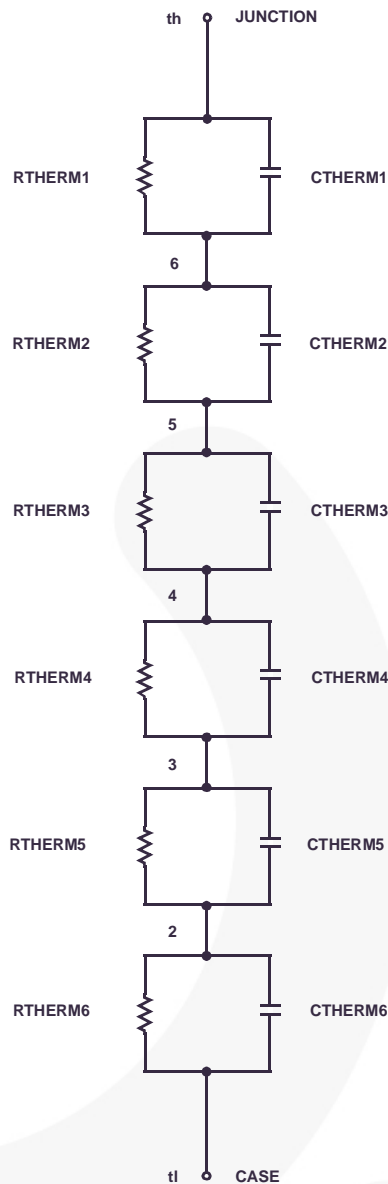 th JUNCTION
RTHERM1 CTHERM1
6
RTHERM2 CTHERM2
5
RTHERM3 CTHERM3
4
RTHERM4 CTHERM4
3
RTHERM5 CTHERM5
2
RTHERM6 CTHERM6
tl CASE